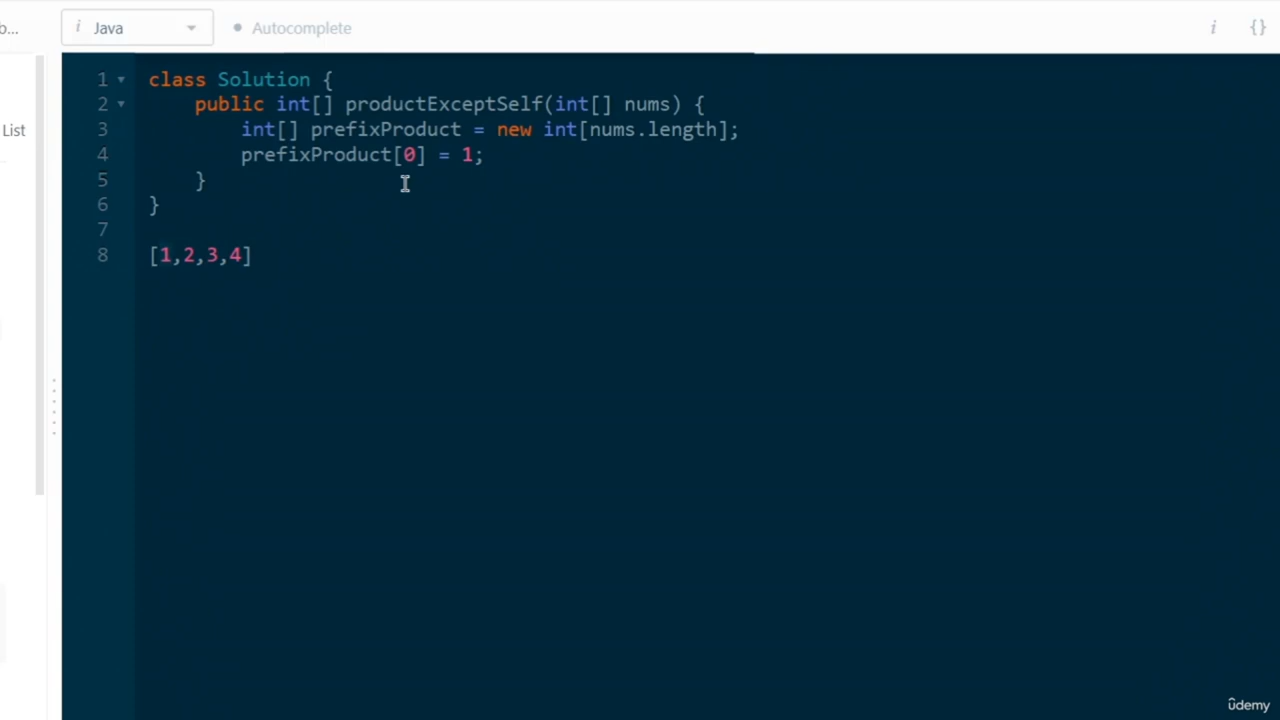 b...
i Java
Autocomplete
i {}
List
1 class Solution {
2 public int[] productExceptSelf(int[] nums) {
3 int[] prefixProduct = new int[nums.length];
4 prefixProduct[0] = 1;
5 }
6 }
7
8 [1,2,3,4]
ûdemy